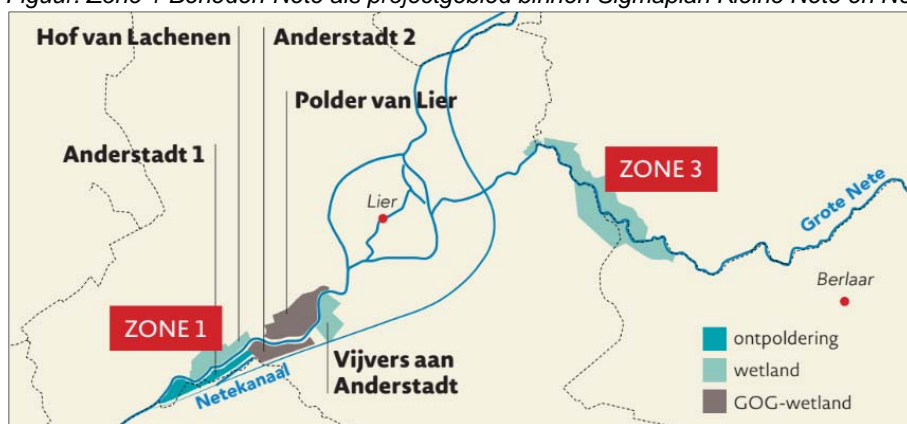 Figuur: Zone 1 Beneden Nete als projectgebied binnen Sigmaplan Kleine Nete en
Hof van Lachenen
Anderstadt 2
Polder van Lier
Anderstadt 1
ZONE 3
Lier
Grote Nete
Berlaar
ZONE 1
Netekanaal
Vijvers aan
Anderstadt
ontpoldering
wetland
GOG-wetland